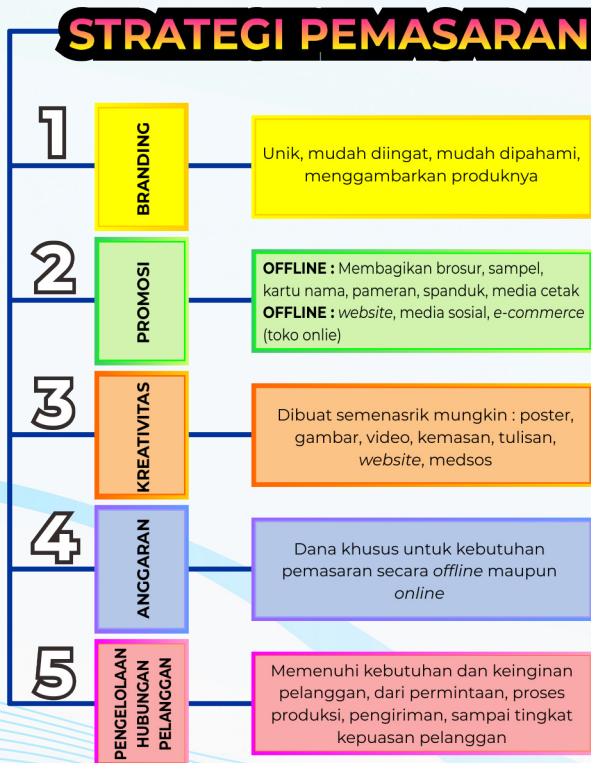 STRATEGI PEMASARAN
1
BRANDING
Unik, mudah diingat, mudah dipahami,
menggambarkan produknya
2
PROMOSI
OFFLINE : Membagikan brosur, sampel,
kartu nama, pameran, spanduk, media cetak
OFFLINE : website, media sosial, e-commerce
(toko onlie)
3
KREATIVITAS
Dibuat semenasrik mungkin : poster,
gambar, video, kemasan, tulisan,
website, medsos
4
ANGGARAN
Dana khusus untuk kebutuhan
pemasaran secara offline maupun
online
5
PENGELOLAAN
HUBUNGAN
PELANGGAN
Memenuhi kebutuhan dan keinginan
pelanggan, dari permintaan, proses
produksi, pengiriman, sampai tingkat
kepuasan pelanggan